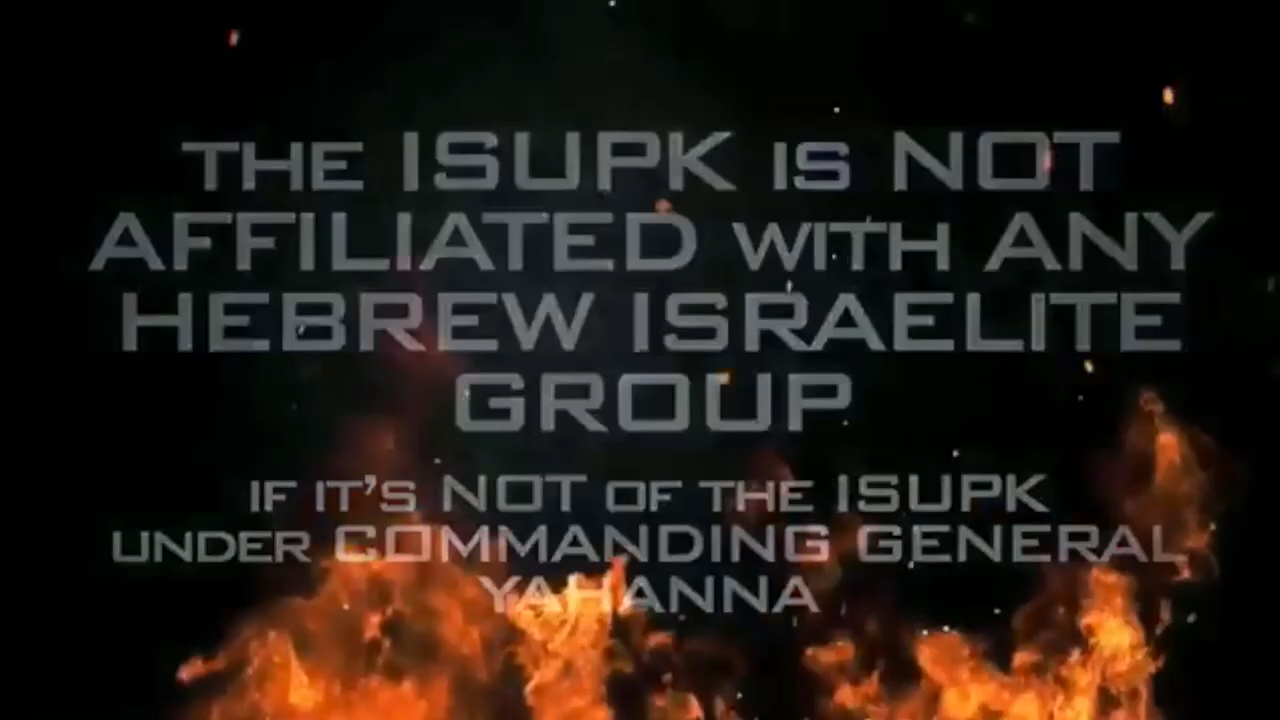 THE ISUPK IS NOT
AFFILIATED WITH ANY
HEBREW ISRAELITE
GROUP
IF IT'S NOT OF THE ISUPK
UNDER COMMANDING GENERAL
YAHANNA